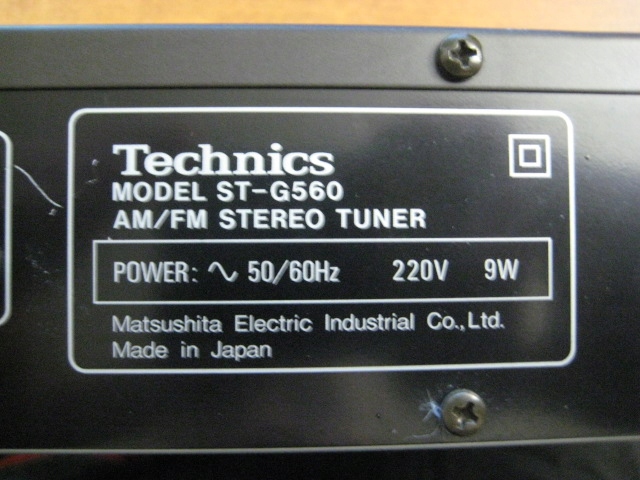 Technics
MODEL ST-G560
AM/FM STEREO TUNER
POWER: ∿ 50/60Hz 220V 9W
Matsushita Electric Industrial Co.,Ltd.
Made in Japan